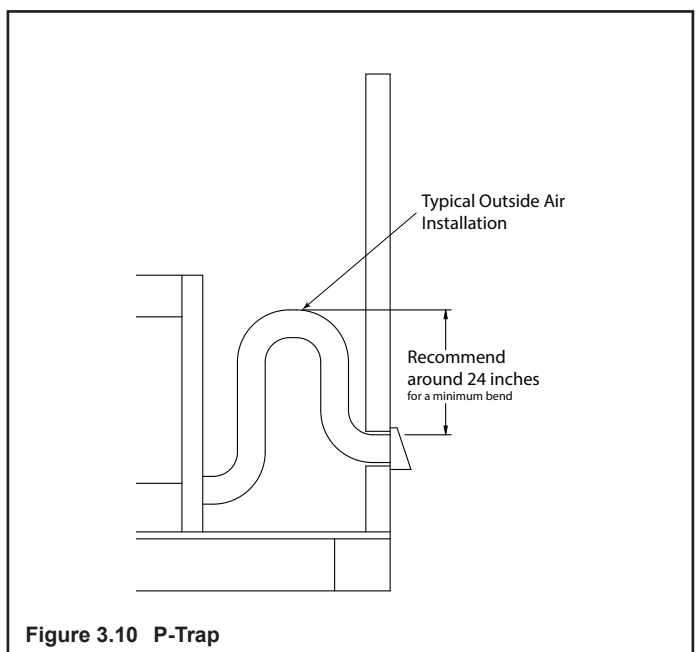 Typical Outside Air
Installation
Recommend
around 24 inches
for a minimum bend
Figure 3.10 P-Trap